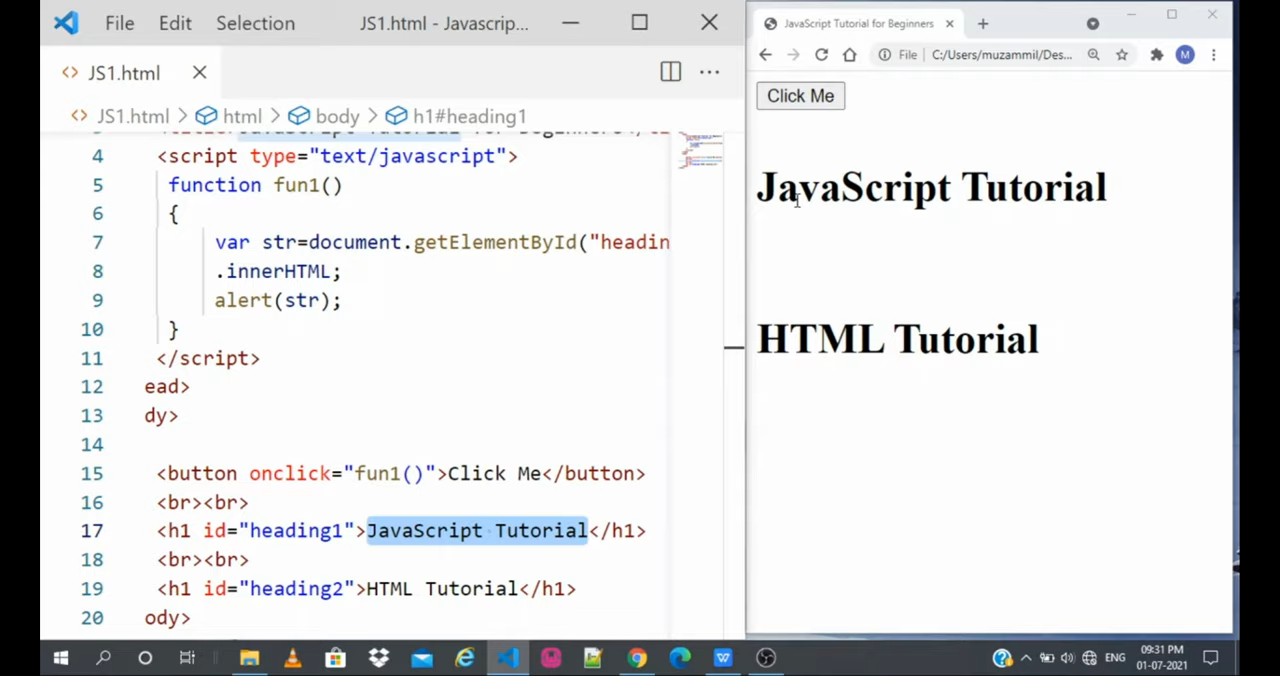 File Edit Selection JS1.html - Javascrip...
JS1.html
JS1.html > html > body > h1#heading1
4 <script type="text/javascript">
5 function fun1()
6 {
7 var str=document.getElementById("headin
8 .innerHTML;
9 alert(str);
10 }
11 </script>
12 ead>
13 dy>
14
15 <button onclick="fun1()">Click Me</button>
16 <br><br>
17 <h1 id="heading1">JavaScript Tutorial</h1>
18 <br><br>
19 <h1 id="heading2">HTML Tutorial</h1>
20 ody>
JavaScript Tutorial for Beginners
File C:/Users/muzammil/Des... M
Click Me
JavaScript Tutorial
HTML Tutorial
ENG 09:31 PM
01-07-2021